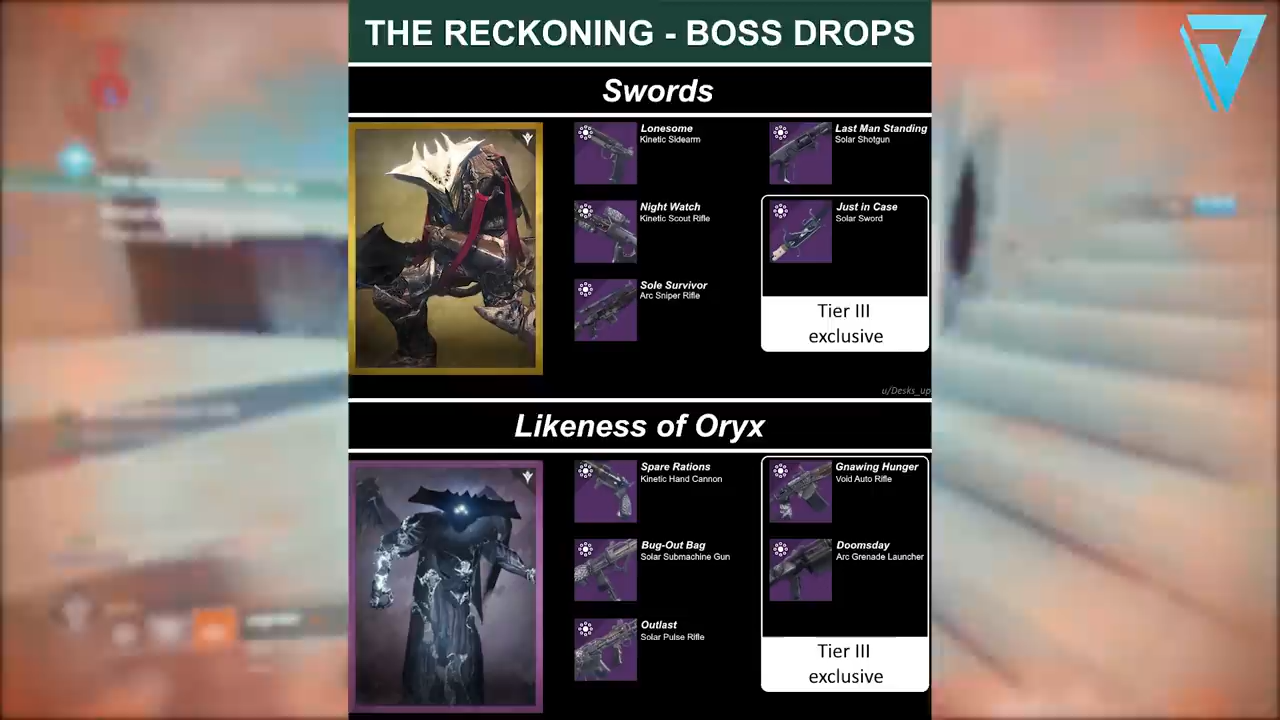 THE RECKONING - BOSS DROPS
Swords
Lonesome
Kinetic Sidearm
Last Man Standing
Solar Shotgun
Night Watch
Kinetic Scout Rifle
Just in Case
Solar Sword
Sole Survivor
Arc Sniper Rifle
Tier III
exclusive
u/Desks_up
Likeness of Oryx
Spare Rations
Kinetic Hand Cannon
Gnawing Hunger
Void Auto Rifle
Bug-Out Bag
Solar Submachine Gun
Doomsday
Arc Grenade Launcher
Outlast
Solar Pulse Rifle
Tier III
exclusive